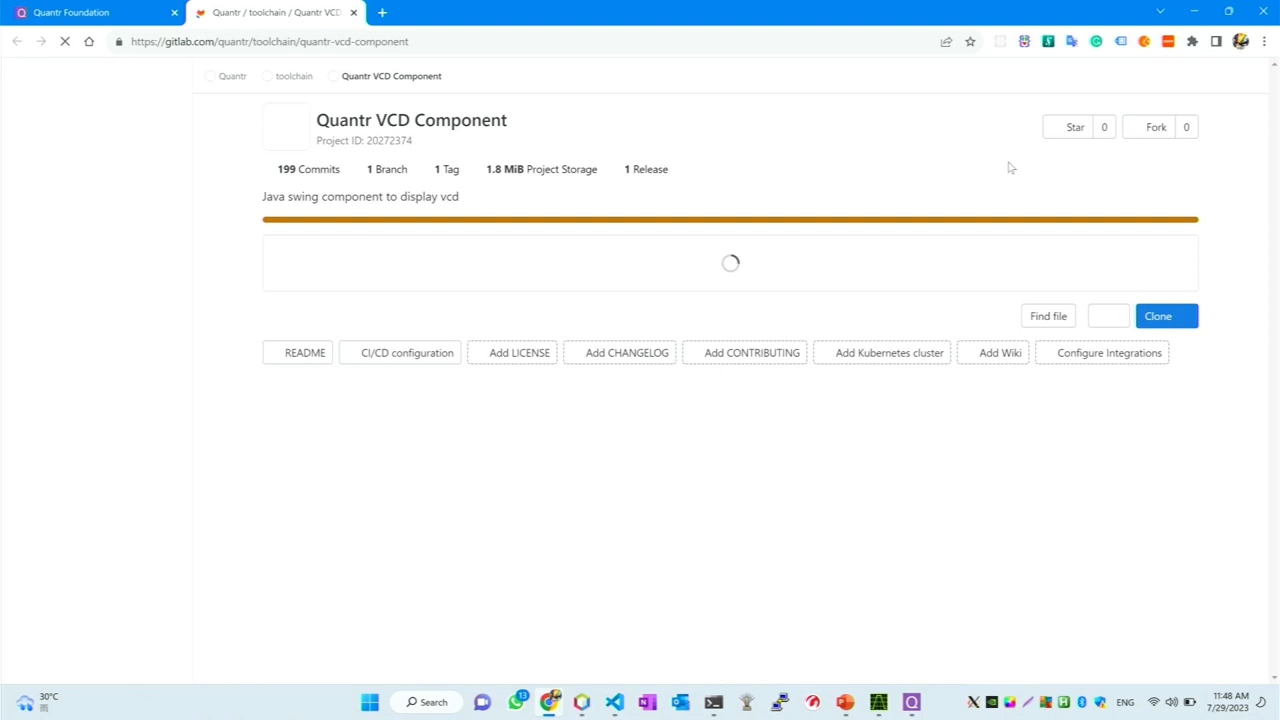 Quantr Foundation
Quantr / toolchain / Quantr VCD
https://gitlab.com/quantr/toolchain/quantr-vcd-component
Quantr toolchain Quantr VCD Component
Quantr VCD Component
Project ID: 20272374
Star 0 Fork 0
199 Commits 1 Branch 1 Tag 1.8 MiB Project Storage 1 Release
Java swing component to display vcd
Find file Clone
README CI/CD configuration Add LICENSE Add CHANGELOG Add CONTRIBUTING Add Kubernetes cluster Add Wiki Configure Integrations
30°C
雨
Search
13
ENG
11:48 AM
7/29/2023